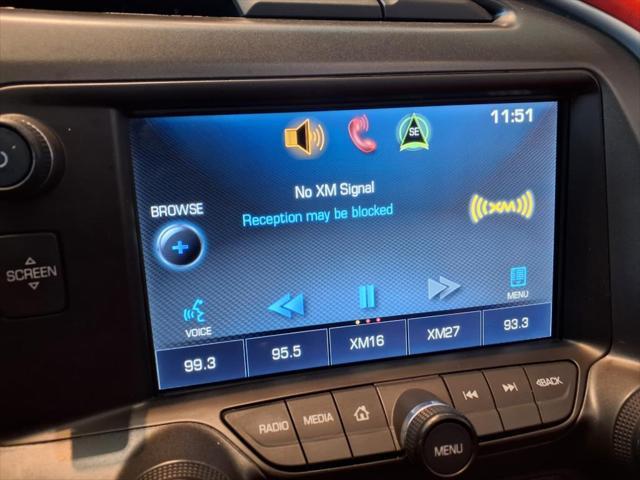 11:51
SE
No XM Signal
Reception may be blocked
BROWSE
XM
SCREEN
VOICE
MENU
99.3 95.5 XM16 XM27 93.3
RADIO MEDIA BACK
MENU